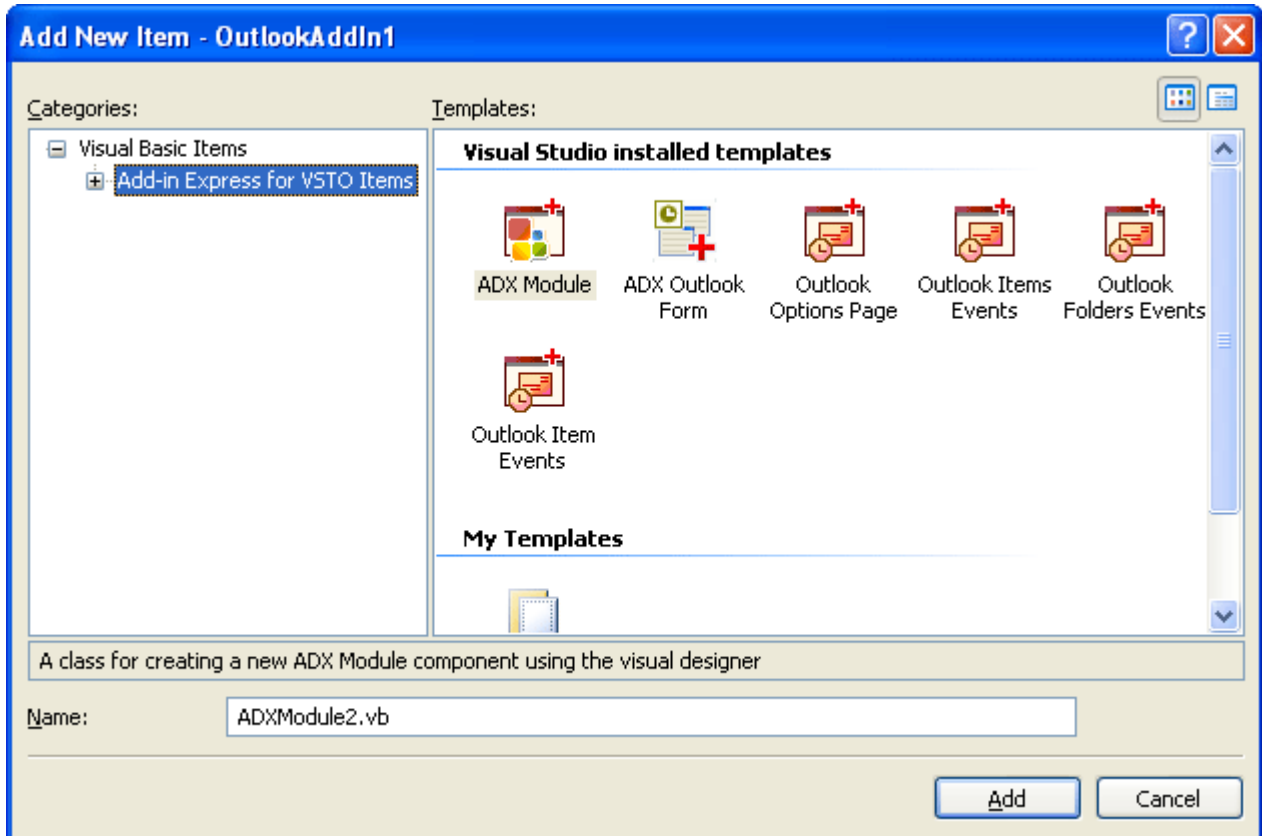 Add New Item - OutlookAddIn1
Categories:
Templates:
Visual Basic Items
Add-in Express for VSTO Items
Visual Studio installed templates
ADX Module
ADX Outlook
Form
Outlook
Options Page
Outlook Items
Events
Outlook
Folders Events
Outlook Item
Events
My Templates
A class for creating a new ADX Module component using the visual designer
Name:
ADXModule2.vb
Add
Cancel